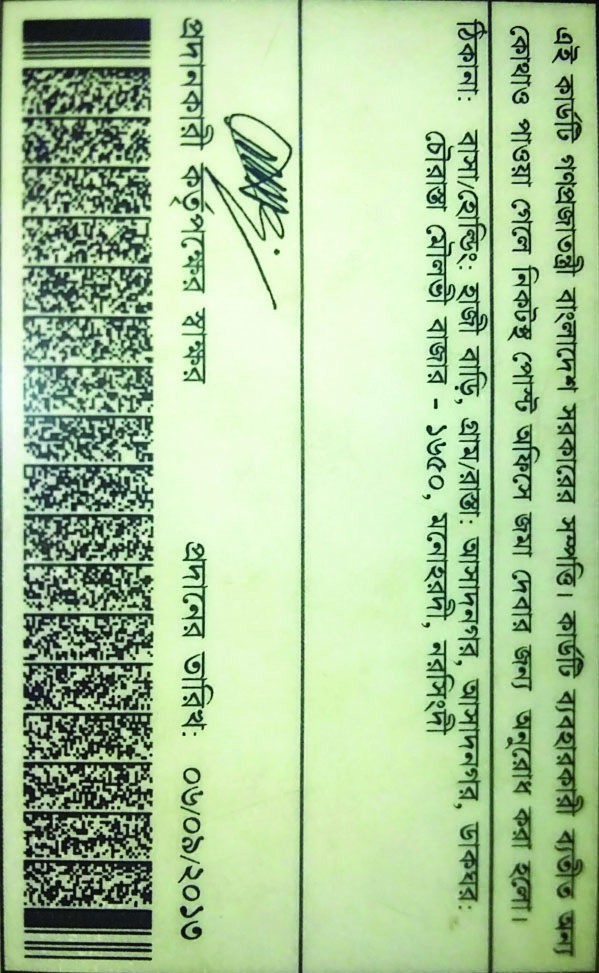 এই কার্ডটি গণপ্রজাতন্ত্রী বাংলাদেশ সরকারের সম্পত্তি। কার্ডটি ব্যবহারকারী ব্যতীত অন্য
কোথাও পাওয়া গেলে নিকটস্থ পোস্ট অফিসে জমা দেবার জন্য অনুরোধ করা হলো।
ঠিকানা: বাসা/হোল্ডিং: হাজী বাড়ি, গ্রাম/রাস্তা: আসাদনগর, আসাদনগর, ডাকঘর:
চৌরাস্তা মৌলভী বাজার - ১৬৫০, মনোহরদী, নরসিংদী
প্রদানকারী কর্তৃপক্ষের স্বাক্ষর
প্রদানের তারিখ: ০৬/০৯/২০১৩